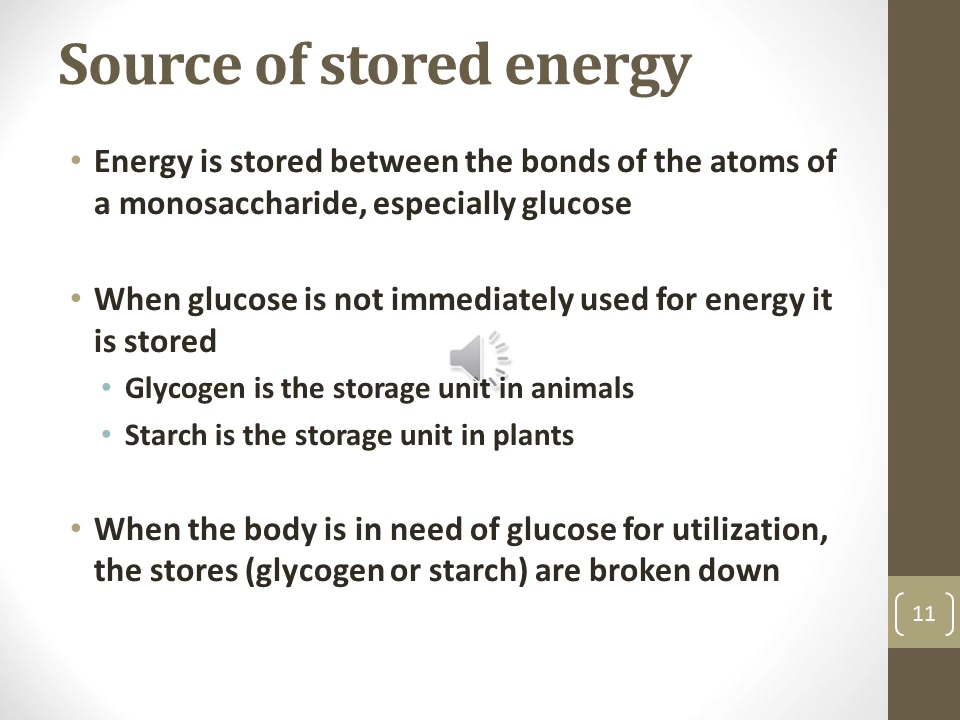 Source of stored energy
• Energy is stored between the bonds of the atoms of
a monosaccharide, especially glucose
• When glucose is not immediately used for energy it
is stored
• Glycogen is the storage unit in animals
• Starch is the storage unit in plants
• When the body is in need of glucose for utilization,
the stores (glycogen or starch) are broken down
11